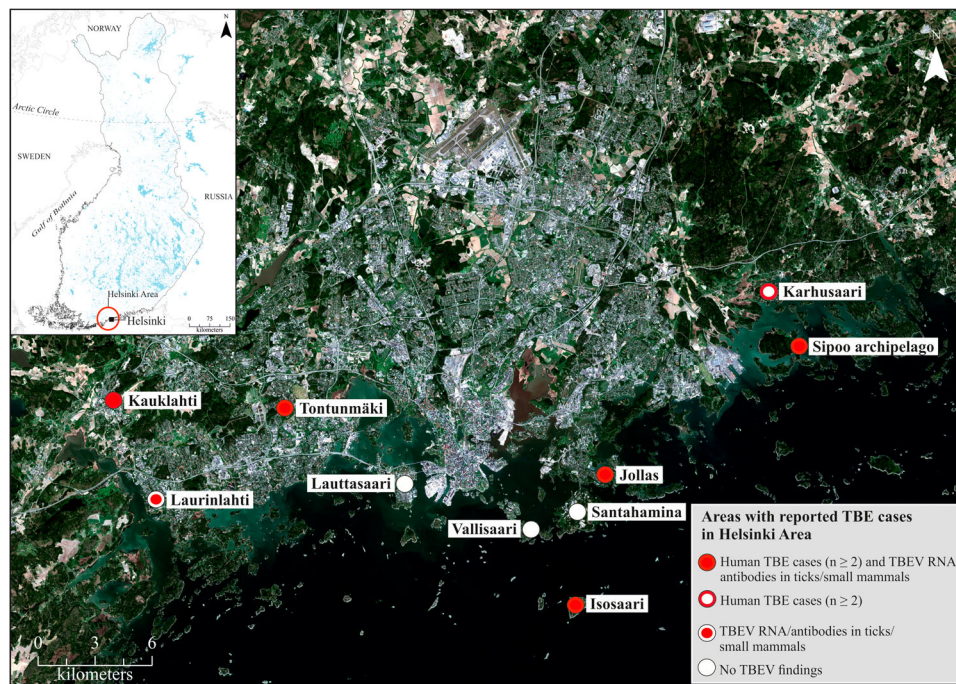 NORWAY
N
Arctic Circle
SWEDEN
RUSSIA
Gulf of Bothnia
Helsinki Area
Helsinki
0 75 150
kilometers
N
Karhusaari
Sipoo archipelago
Kauklahti
Tontunmäki
Jollas
Lauttasaari
Laurinlahti
Santahamina
Vallisaari
Isosaari
0 3 6
kilometers
Areas with reported TBE cases
in Helsinki Area
Human TBE cases (n ≥ 2) and TBEV RNA/
antibodies in ticks/small mammals
Human TBE cases (n ≥ 2)
TBEV RNA/antibodies in ticks/
small mammals
No TBEV findings